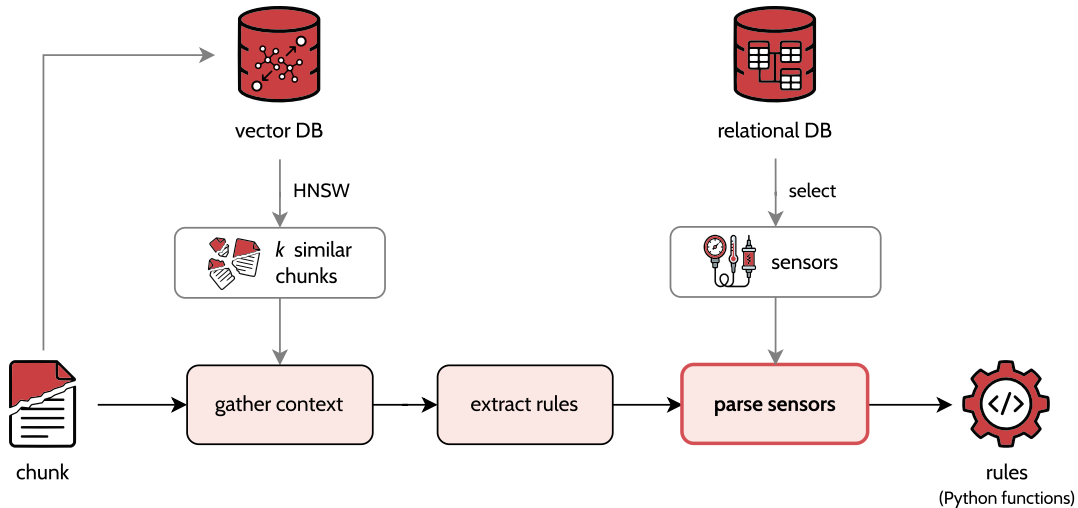 vector DB
relational DB
HNSW
select
k similar
chunks
sensors
gather context
extract rules
parse sensors
</>
chunk
rules
(Python functions)